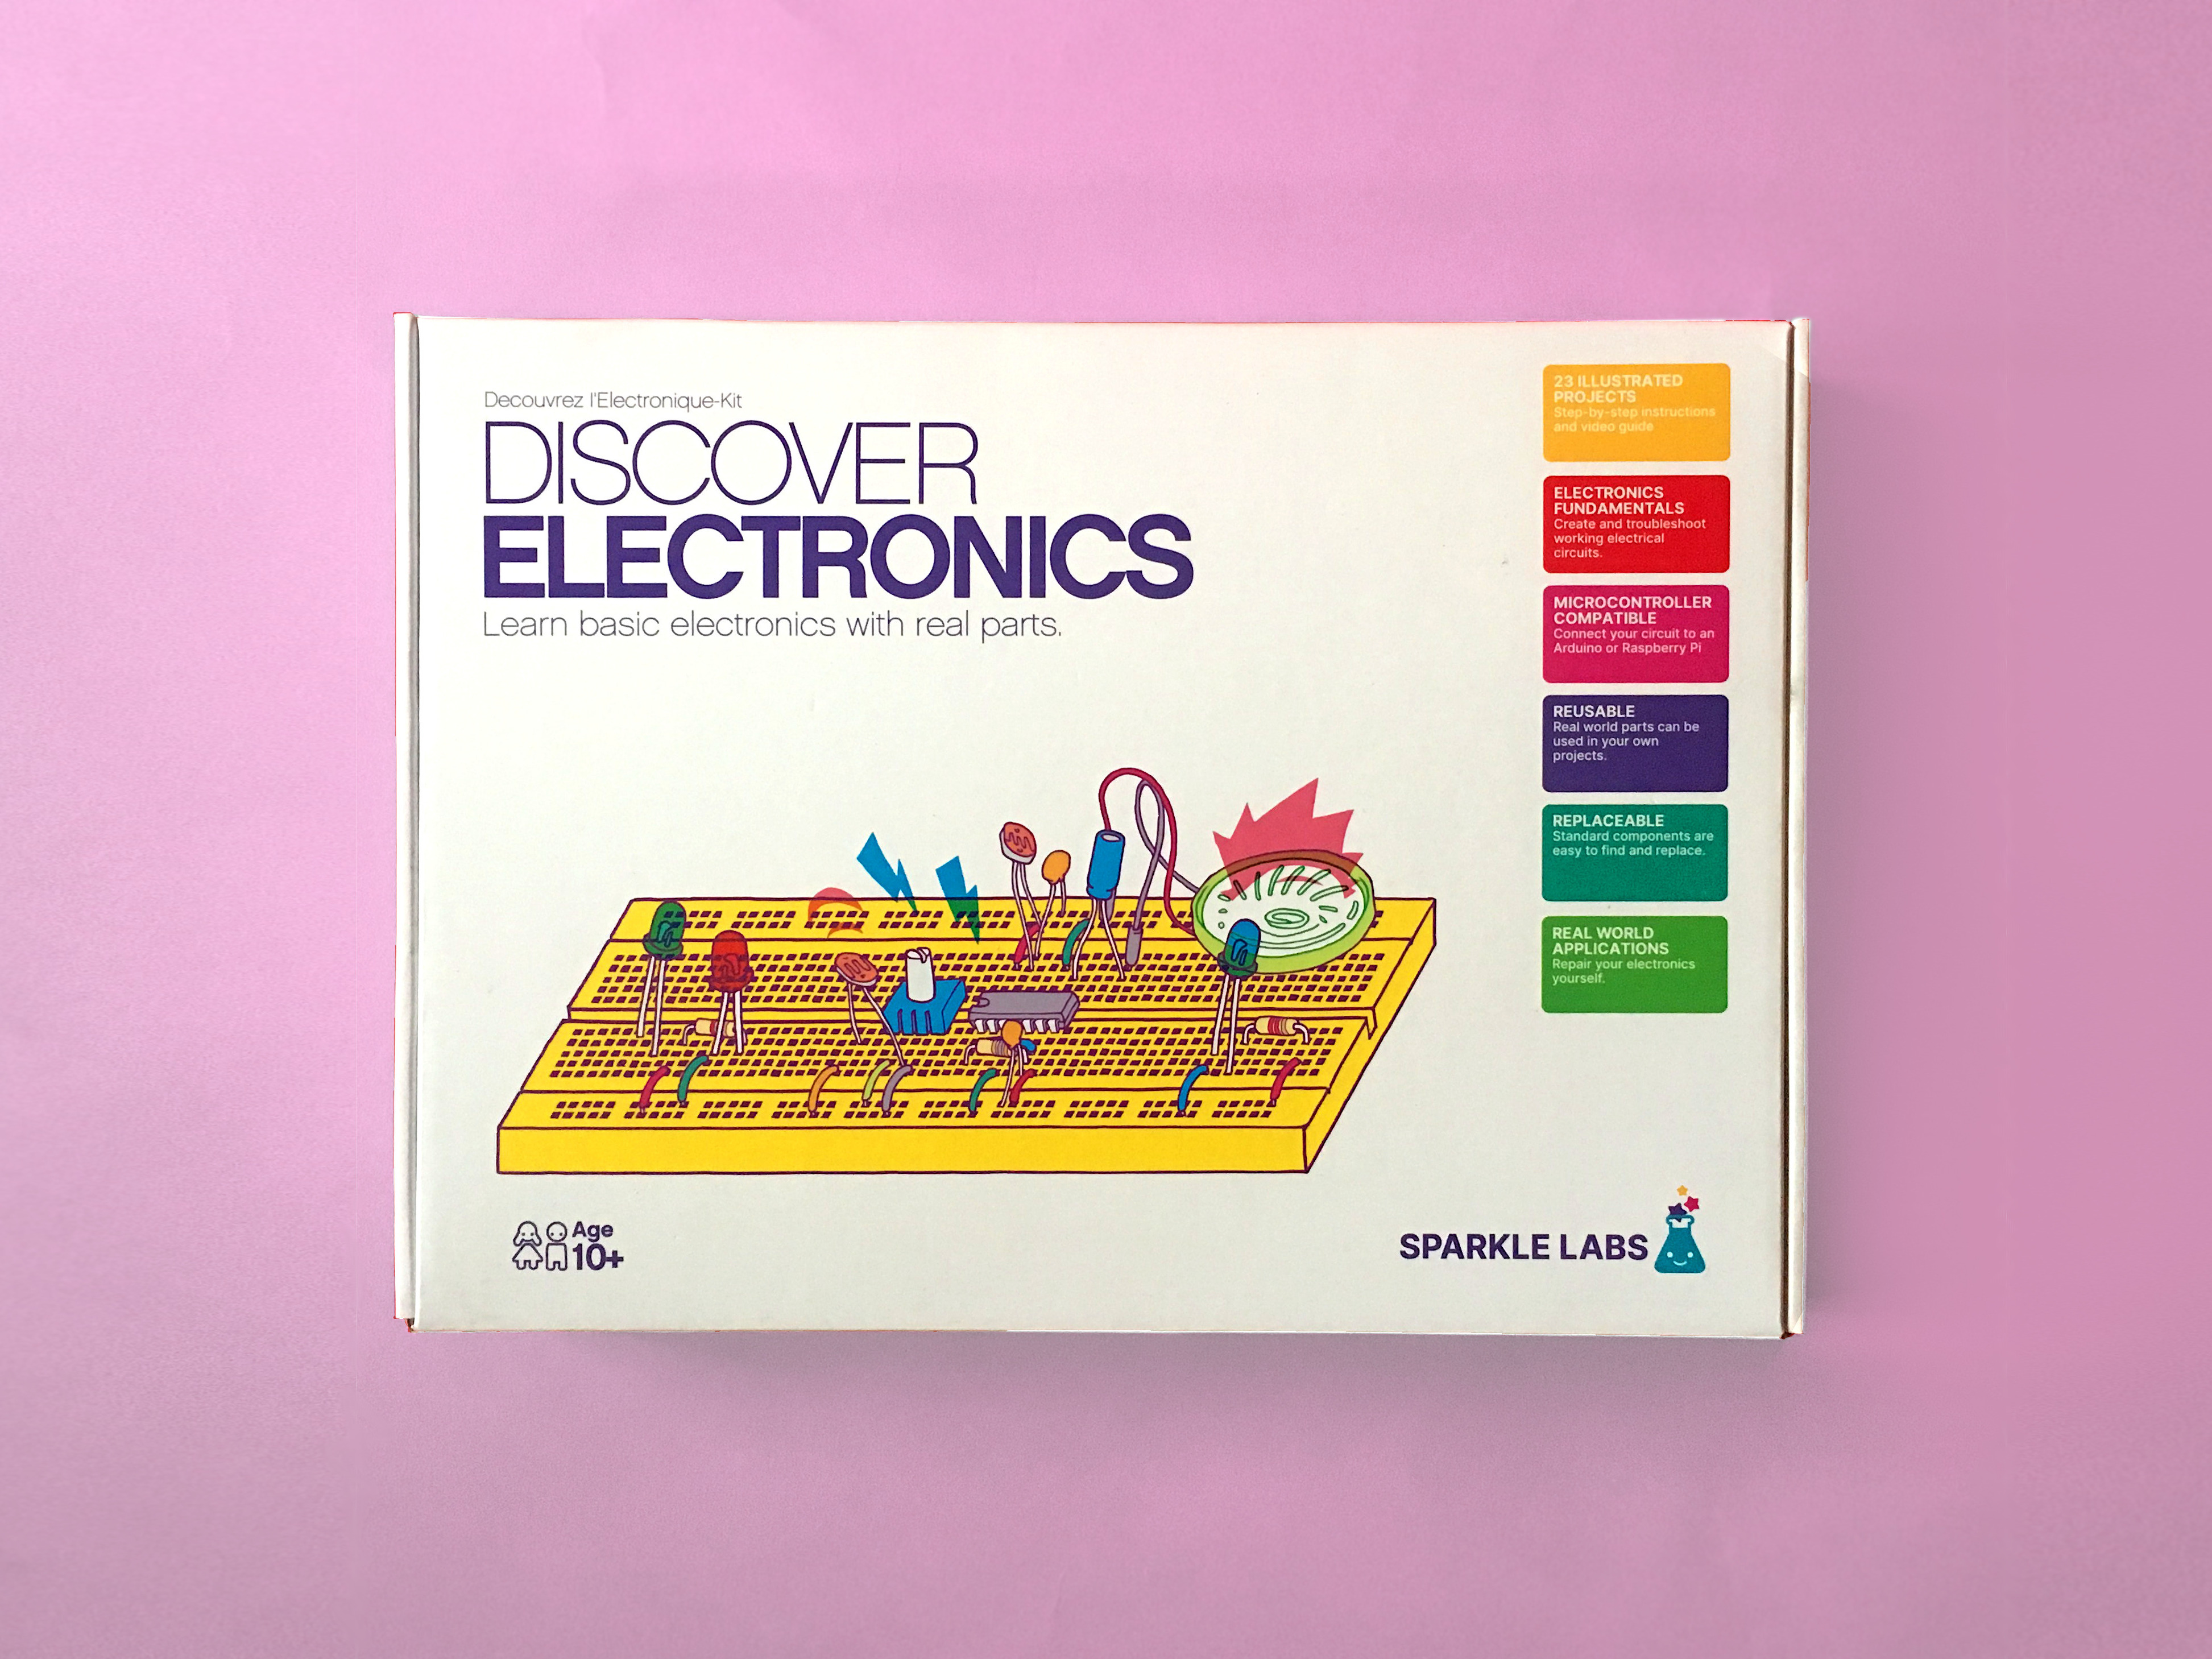 Decouvrez l'Electronique-Kit
DISCOVER
ELECTRONICS
Learn basic electronics with real parts.
23 ILLUSTRATED
PROJECTS
Step-by-step instructions
and video guide
ELECTRONICS
FUNDAMENTALS
Create and troubleshoot
working electrical
circuits.
MICROCONTROLLER
COMPATIBLE
Connect your circuit to an
Arduino or Raspberry Pi
REUSABLE
Real world parts can be
used in your own
projects.
REPLACEABLE
Standard components are
easy to find and replace.
REAL WORLD
APPLICATIONS
Repair your electronics
yourself.
Age
10+
SPARKLE LABS